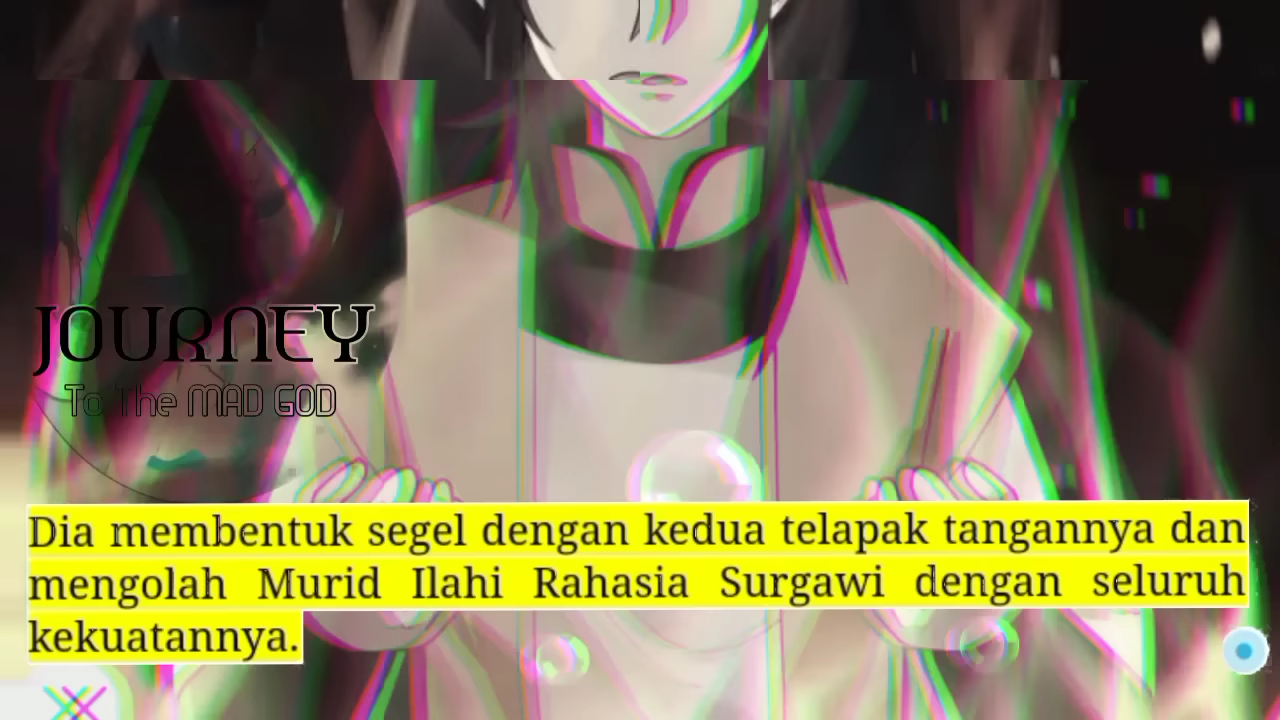 JOURNEY
To The MAD GOD
Dia membentuk segel dengan kedua telapak tangannya dan
mengolah Murid Ilahi Rahasia Surgawi dengan seluruh
kekuatannya.